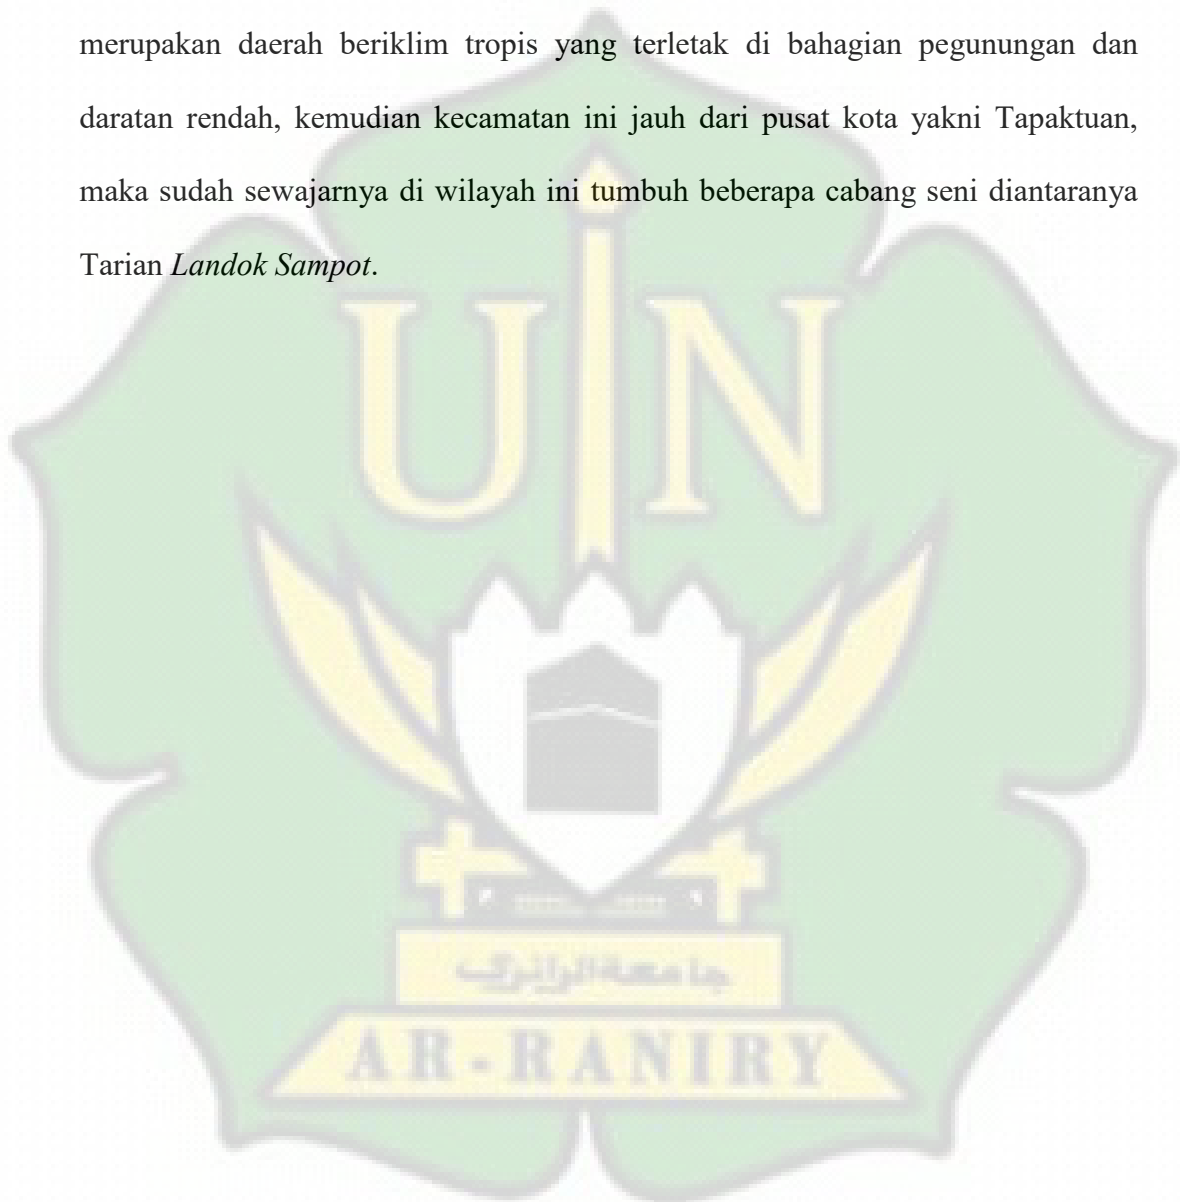 merupakan daerah beriklim tropis yang terletak di bahagian pegunungan dan
daratan rendah, kemudian kecamatan ini jauh dari pusat kota yakni Tapaktuan,
maka sudah sewajarnya di wilayah ini tumbuh beberapa cabang seni diantaranya
Tarian Landok Sampot.
UIN
جامعة الرانري
AR-RANIRY